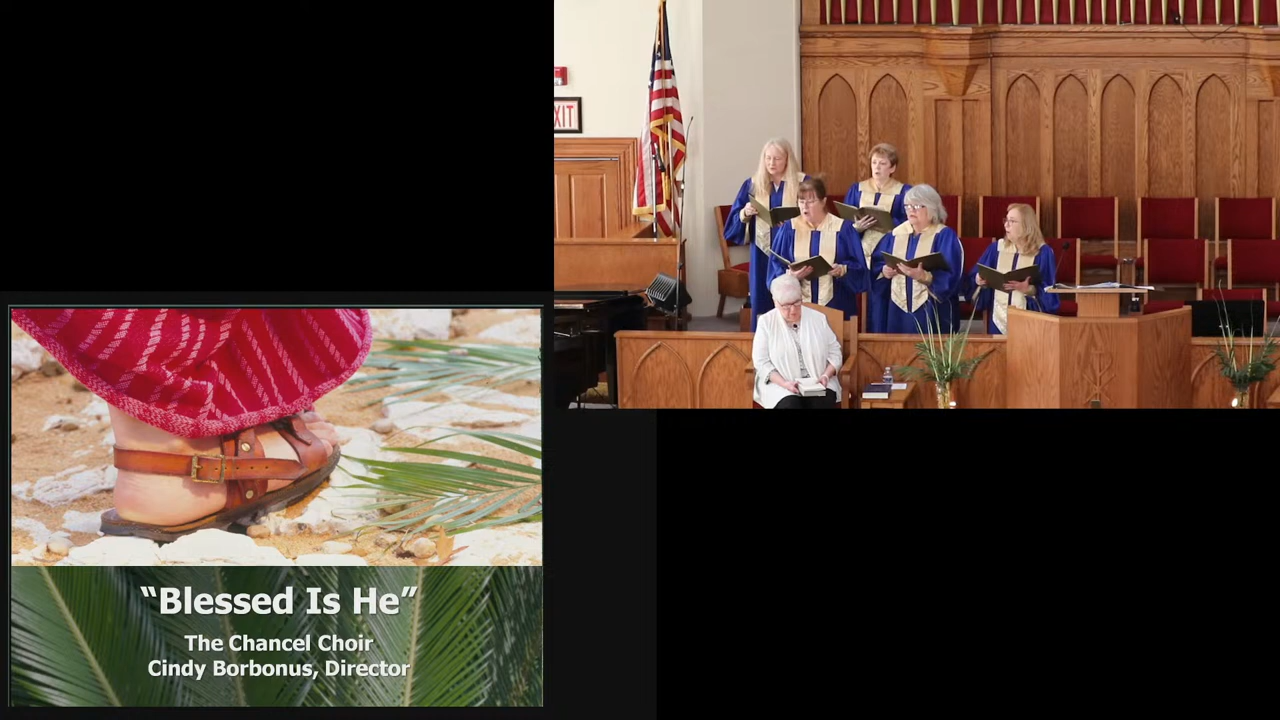 EXIT
“Blessed Is He”
The Chancel Choir
Cindy Borbonus, Director